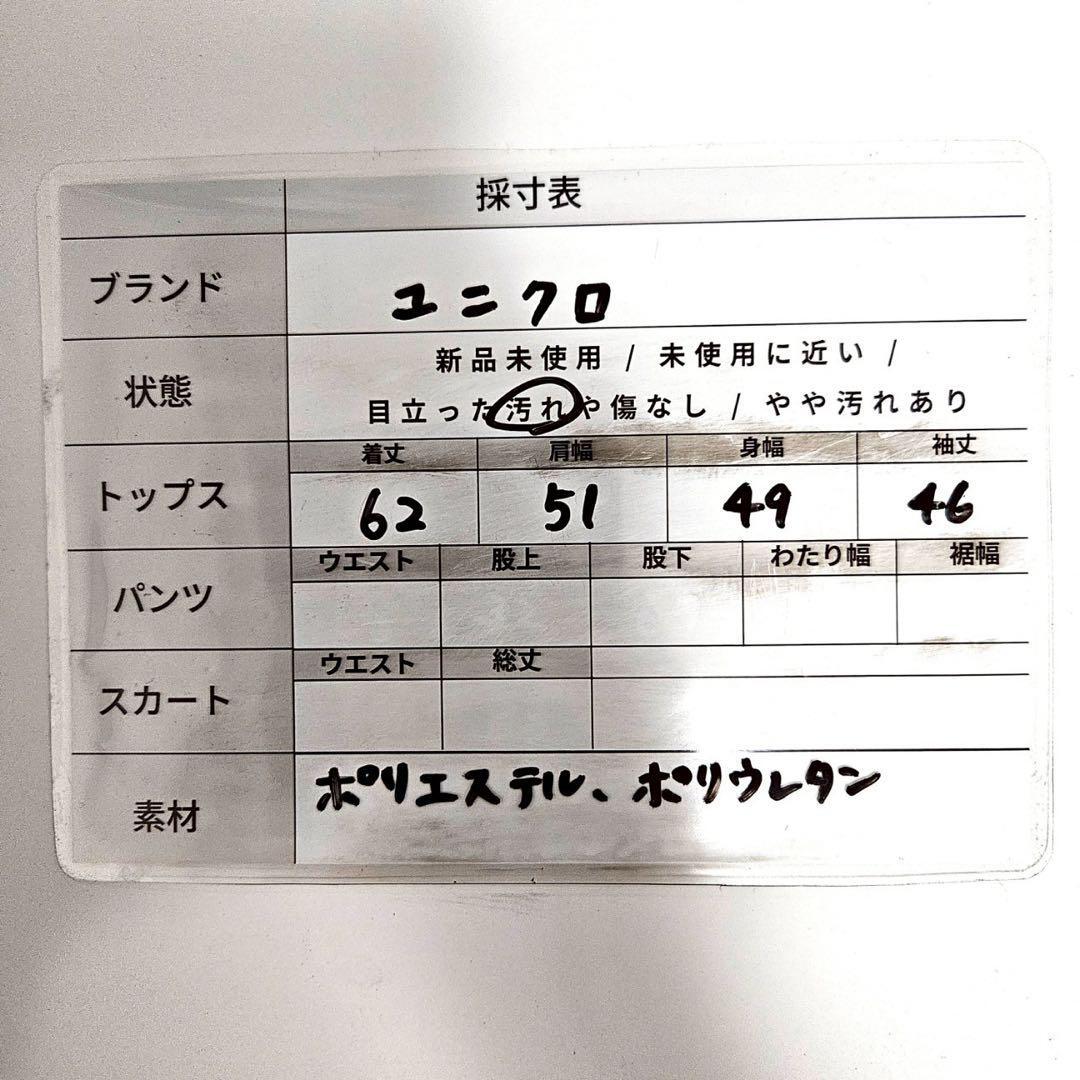 採寸表
ブランド ユニクロ
状態 新品未使用 / 未使用に近い /
目立った汚れや傷なし / やや汚れあり
着丈 肩幅 身幅 袖丈
トップス 62 51 49 46
ウエスト 股上 股下 わたり幅 裾幅
パンツ
ウエスト 総丈
スカート
素材 ポリエステル、ポリウレタン